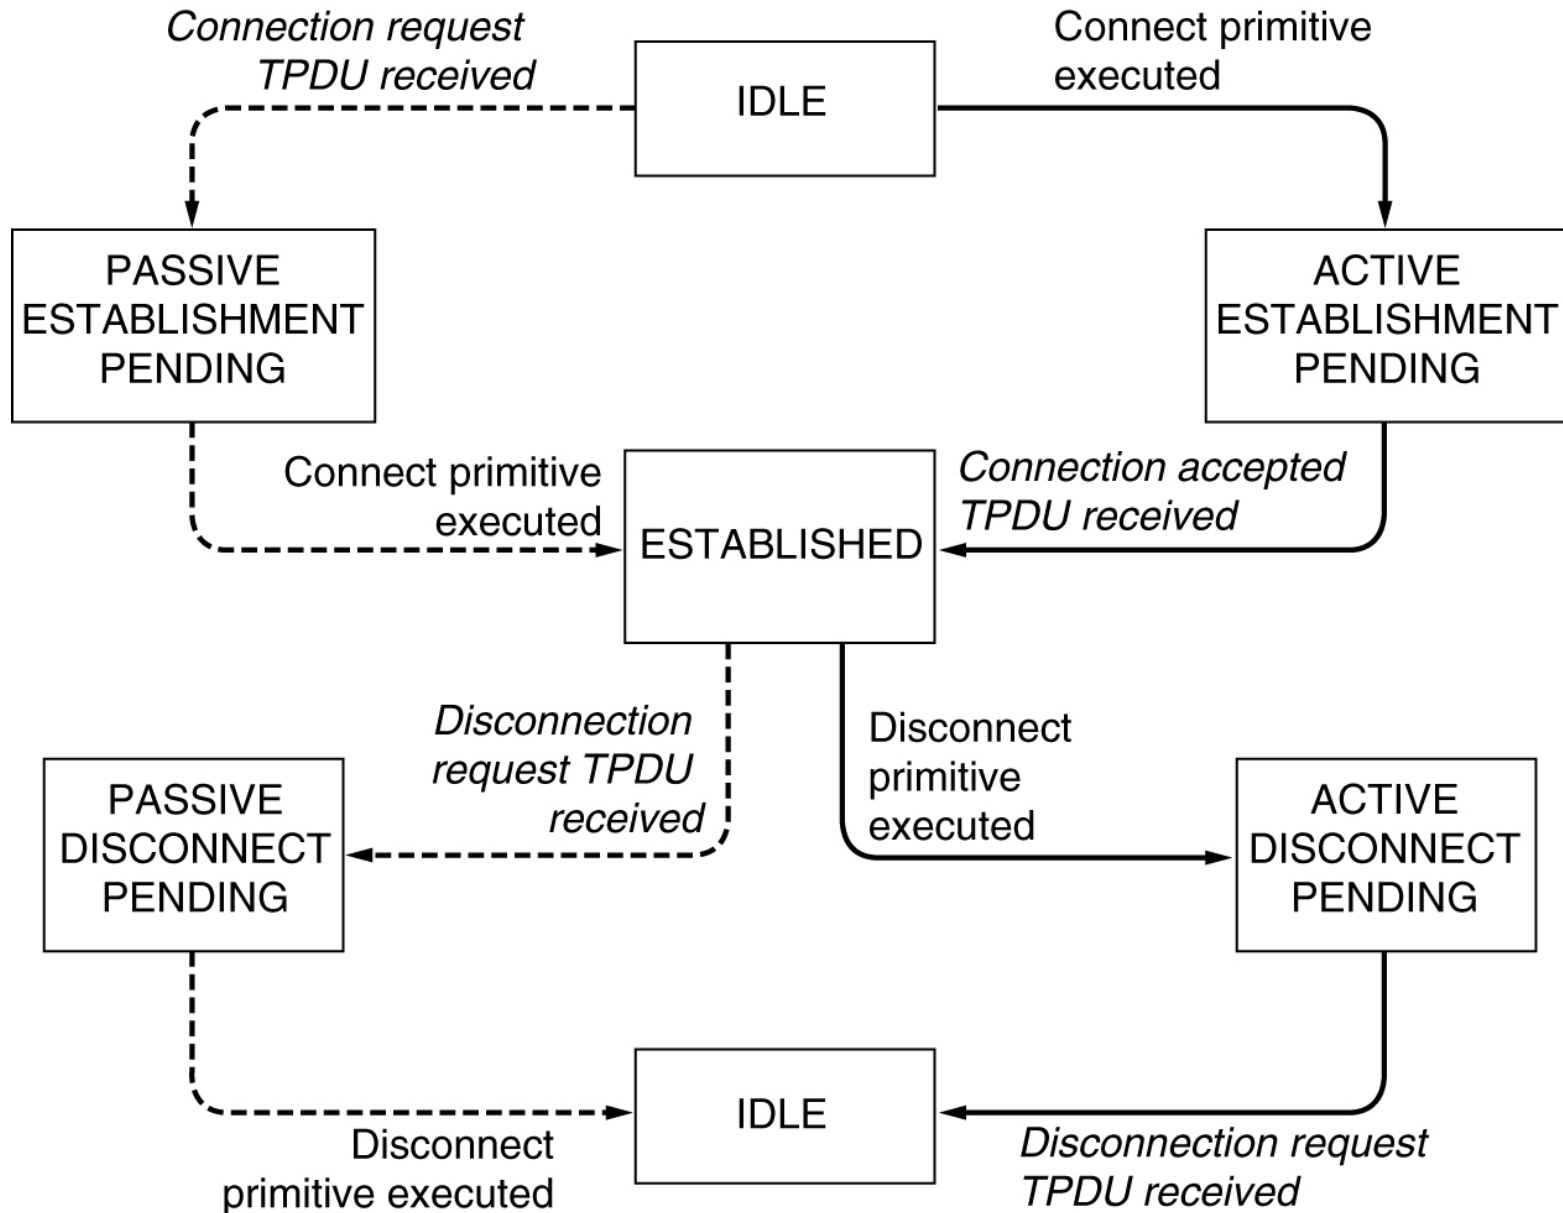 Connection request
TPDU received
IDLE
Connect primitive
executed
PASSIVE
ESTABLISHMENT
PENDING
ACTIVE
ESTABLISHMENT
PENDING
Connect primitive
executed
ESTABLISHED
Connection accepted
TPDU received
Disconnection
request TPDU
received
Disconnect
primitive
executed
PASSIVE
DISCONNECT
PENDING
ACTIVE
DISCONNECT
PENDING
IDLE
Disconnect
primitive executed
Disconnection request
TPDU received